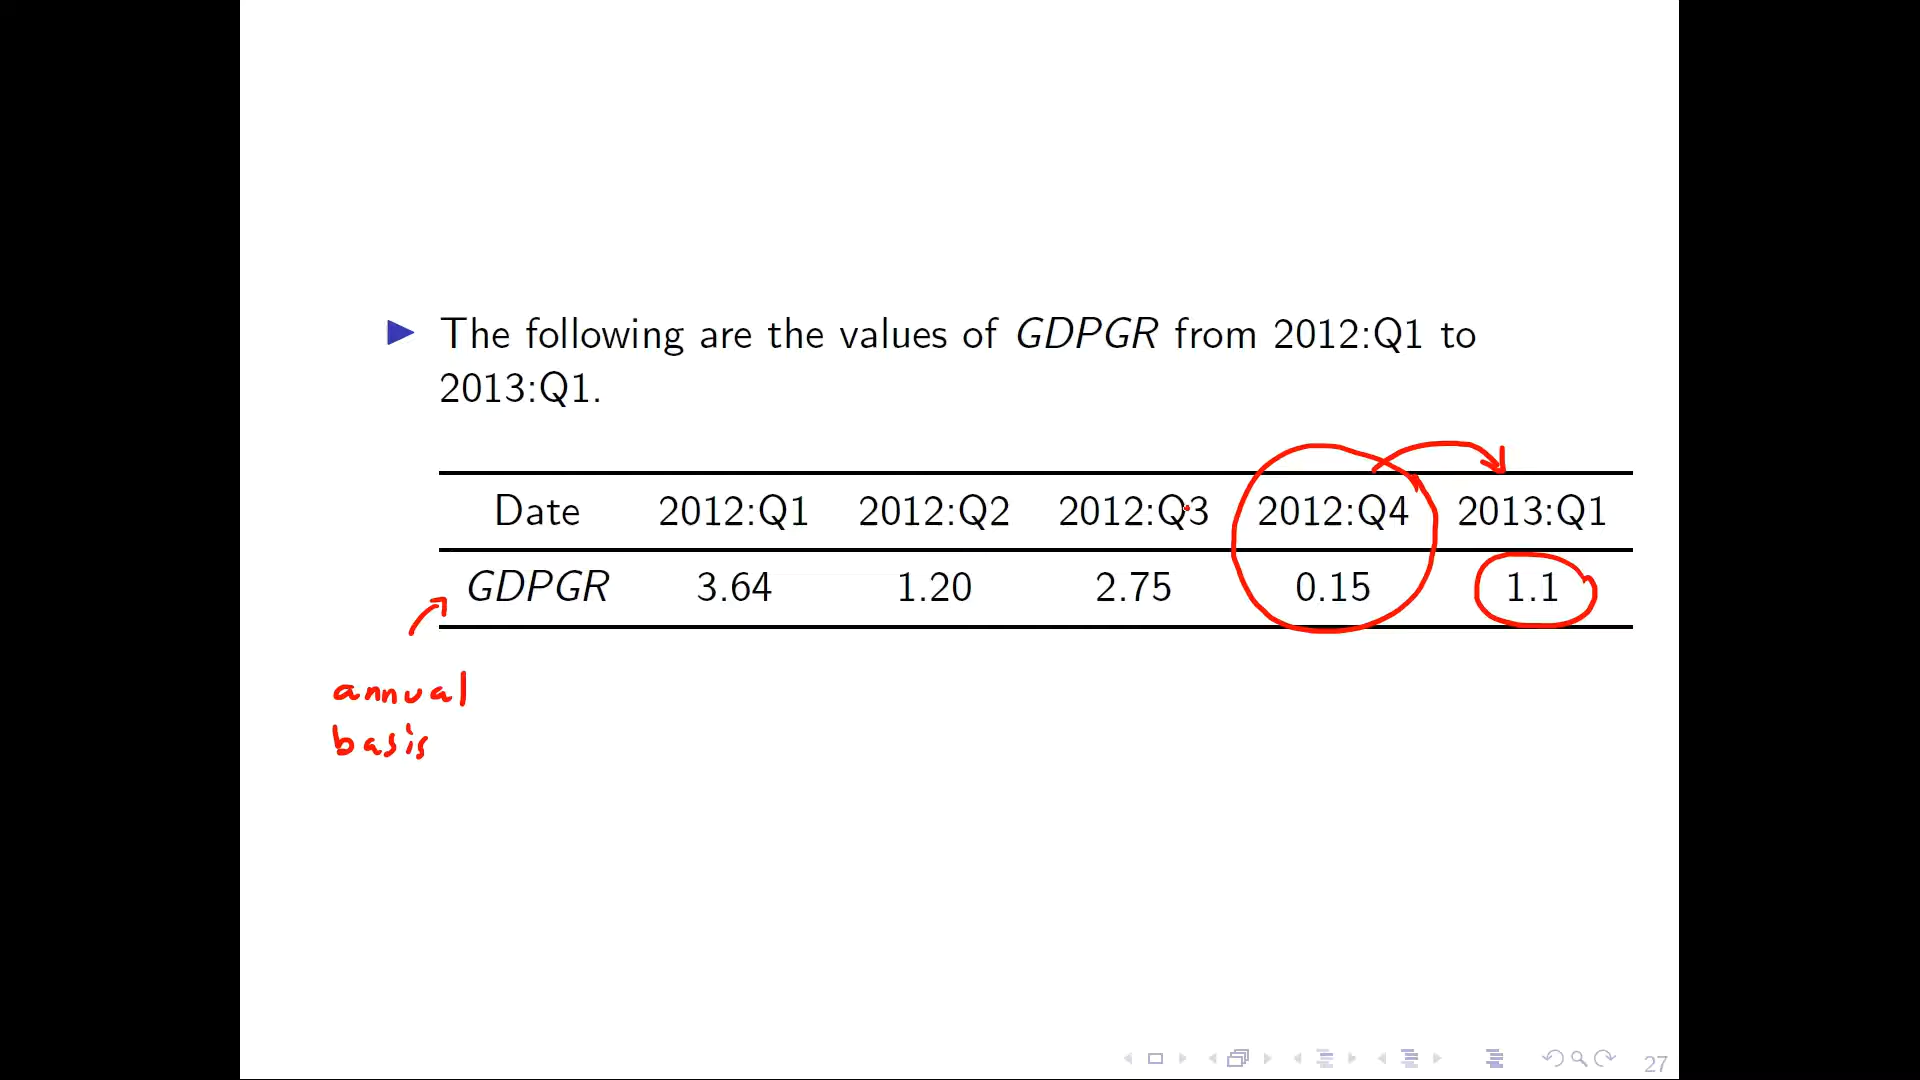 The following are the values of GDPGR from 2012:Q1 to
2013:Q1.
Date 2012:Q1 2012:Q2 2012:Q3 2012:Q4 2013:Q1
GDPGR 3.64 1.20 2.75 0.15 1.1
annual
basis
27